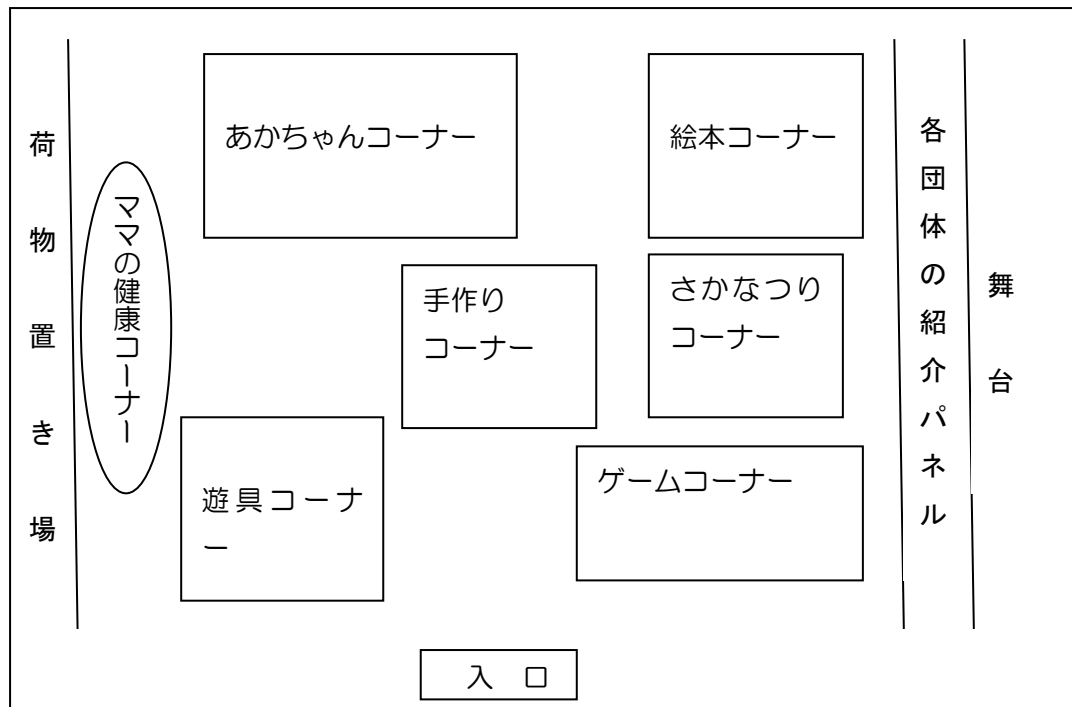 荷物置き場
ママの健康コーナー
あかちゃんコーナー
絵本コーナー
手作り
コーナー
さかなつり
コーナー
遊具コーナ
ー
ゲームコーナー
各団体の紹介パネル
舞台
入 口